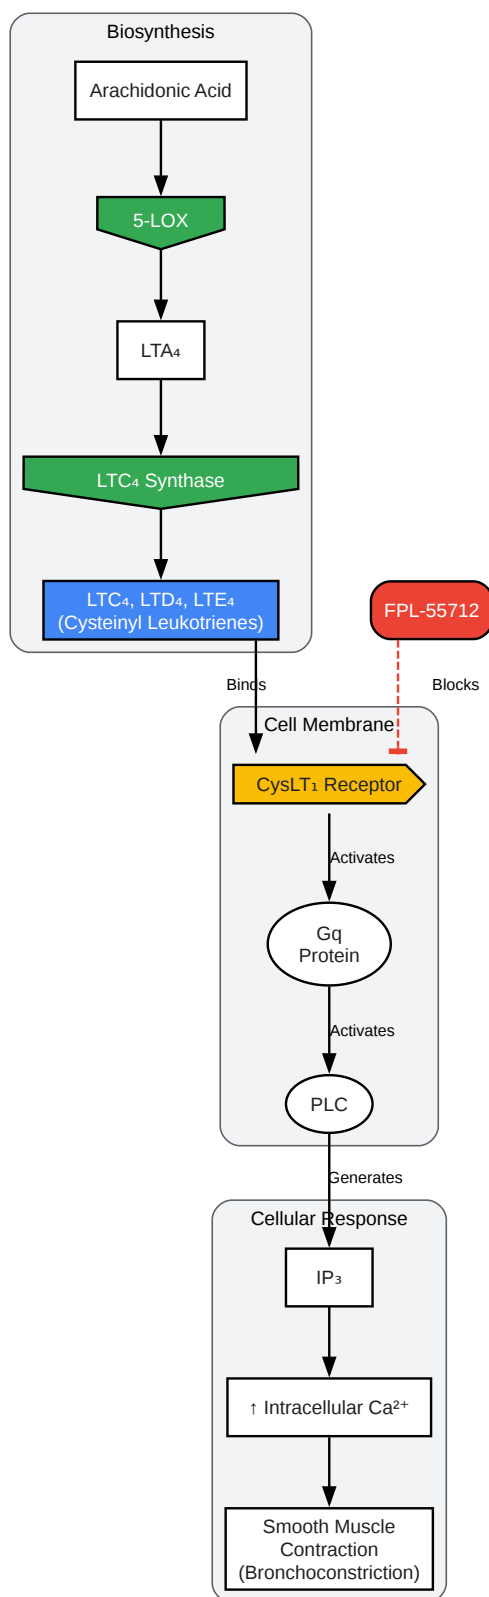 Biosynthesis
Arachidonic Acid
5-LOX
LTA₄
LTC₄ Synthase
LTC₄, LTD₄, LTE₄
(Cysteinyl Leukotrienes)
FPL-55712
Binds
Blocks
Cell Membrane
CysLT₁ Receptor
Activates
Gq
Protein
Activates
PLC
Generates
Cellular Response
IP₃
↑ Intracellular Ca²⁺
Smooth Muscle
Contraction
(Bronchoconstriction)